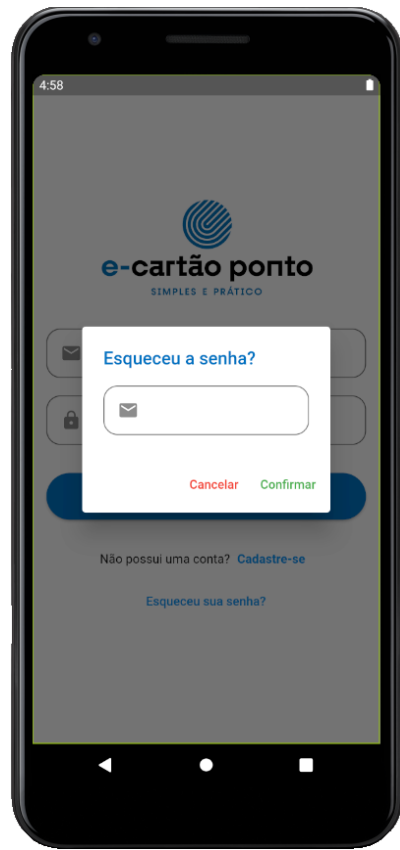 4:58
e-cartão ponto
SIMPLES E PRÁTICO
Esqueceu a senha?
Cancelar Confirmar
Não possui uma conta? Cadastre-se
Esqueceu sua senha?